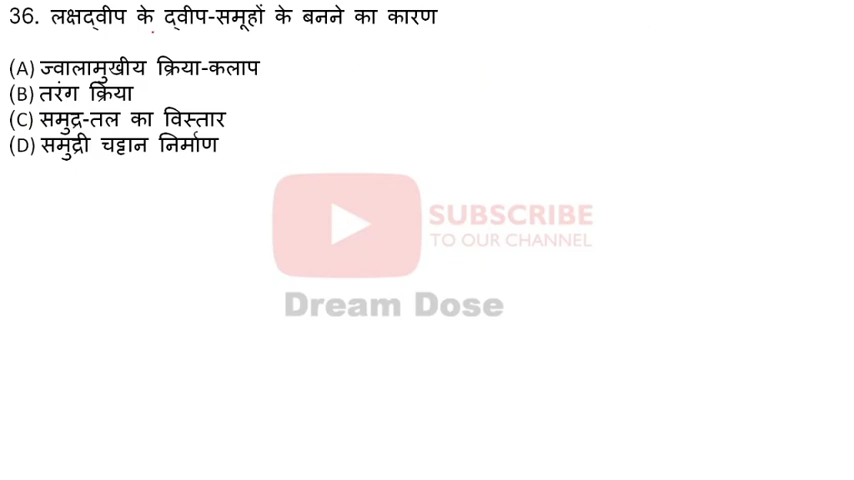 36. लक्षद्वीप के द्वीप-समूहों के बनने का कारण
(A) ज्वालामुखीय क्रिया-कलाप
(B) तरंग क्रिया
(C) समुद्र-तल का विस्तार
(D) समुद्री चट्टान निर्माण
SUBSCRIBE
TO OUR CHANNEL
Dream Dose